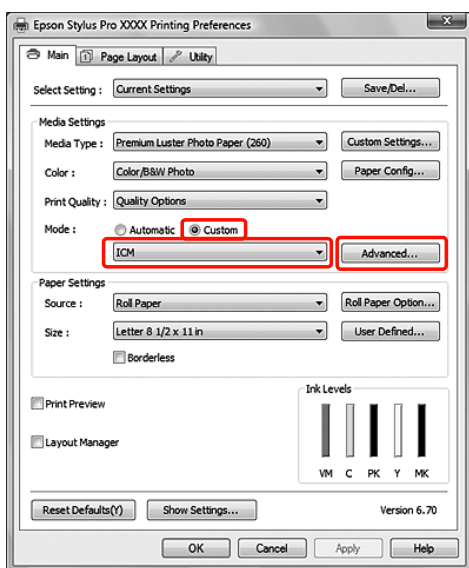 Epson Stylus Pro XXXX Printing Preferences
Main Page Layout Utility
Select Setting : Current Settings Save/Del...
Media Settings
Media Type : Premium Luster Photo Paper (260) Custom Settings...
Color : Color/B&W Photo Paper Config...
Print Quality : Quality Options
Mode : Automatic Custom
ICM Advanced...
Paper Settings
Source : Roll Paper Roll Paper Option...
Size : Letter 8 1/2 x 11 in User Defined...
Borderless
Ink Levels
Print Preview
Layout Manager
VM C PK Y MK
Reset Defaults(Y) Show Settings... Version 6.70
OK Cancel Apply Help